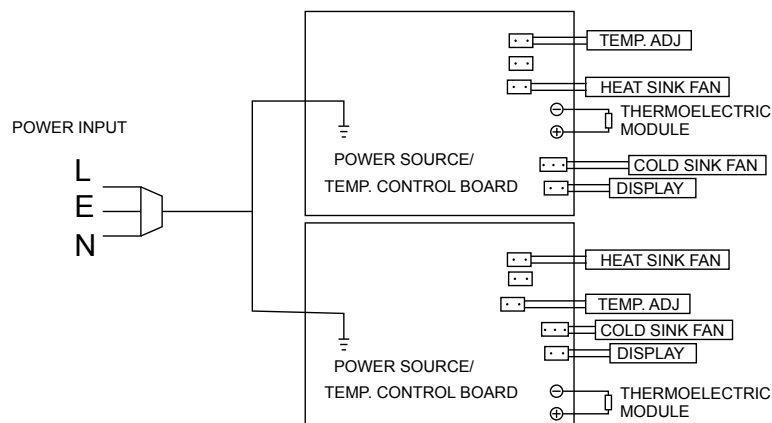 POWER INPUT
L
E
N
TEMP. ADJ
HEAT SINK FAN
THERMOELECTRIC
MODULE
POWER SOURCE/
TEMP. CONTROL BOARD
COLD SINK FAN
DISPLAY
HEAT SINK FAN
TEMP. ADJ
COLD SINK FAN
DISPLAY
POWER SOURCE/
TEMP. CONTROL BOARD
THERMOELECTRIC
MODULE